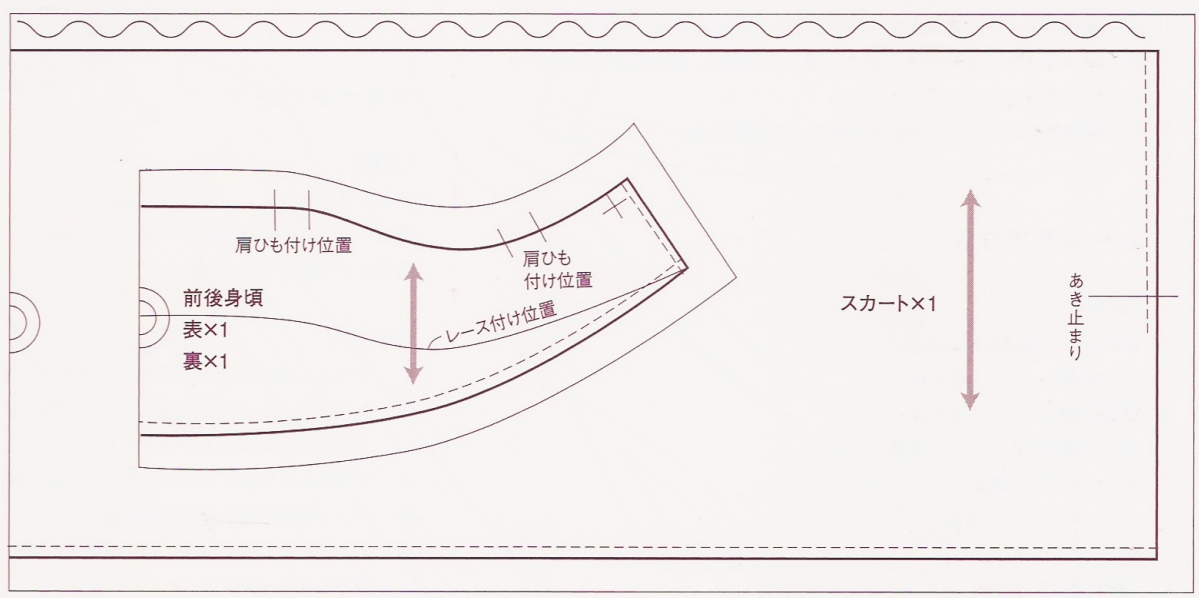 肩ひも付け位置
肩ひも
付け位置
前後身頃
表×1
裏×1
レース付け位置
スカート×1
あき止まり